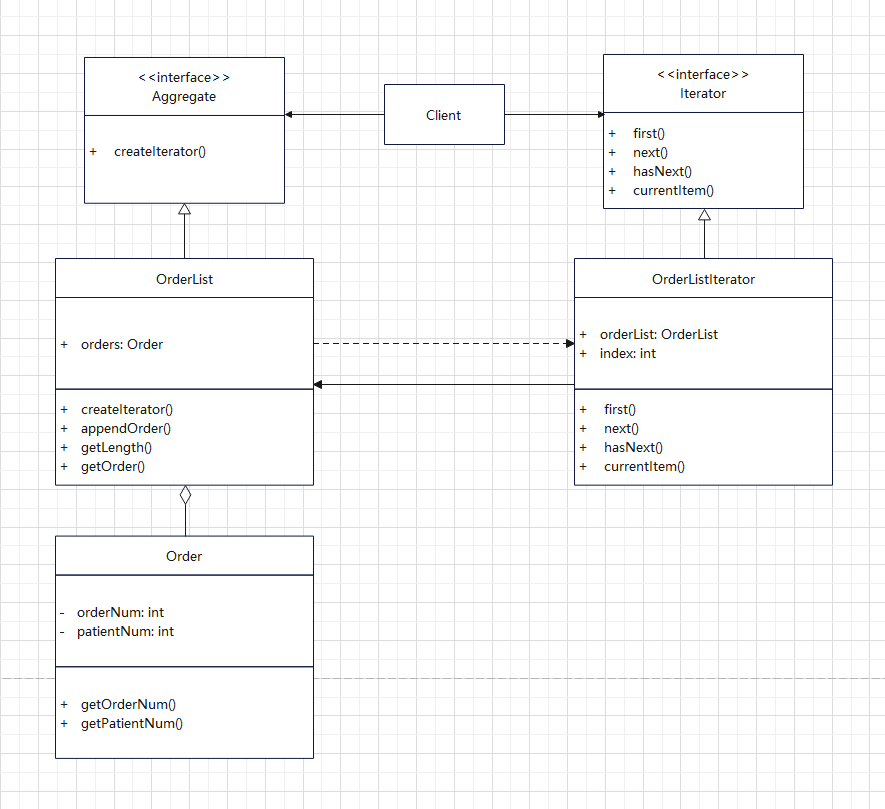 <<interface>>
Aggregate
+ createIterator()
Client
<<interface>>
Iterator
+ first()
+ next()
+ hasNext()
+ currentItem()
OrderList
+ orders: Order
+ createIterator()
+ appendOrder()
+ getLength()
+ getOrder()
OrderListIterator
+ orderList: OrderList
+ index: int
+ first()
+ next()
+ hasNext()
+ currentItem()
Order
- orderNum: int
- patientNum: int
+ getOrderNum()
+ getPatientNum()